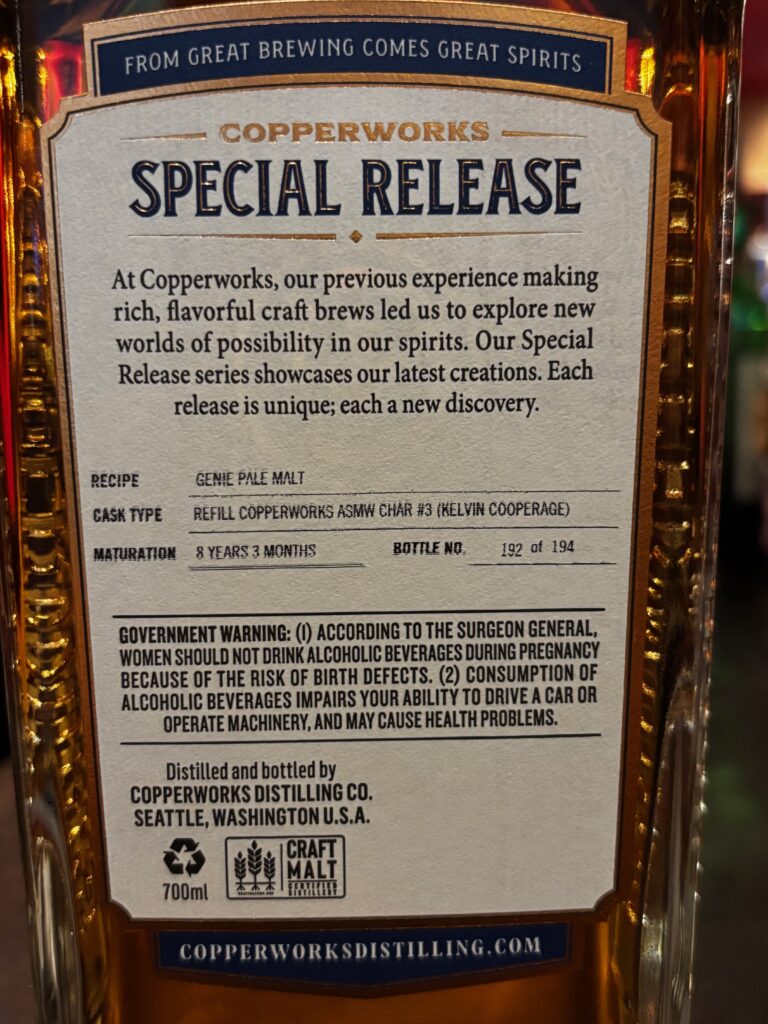 FROM GREAT BREWING COMES GREAT SPIRITS
COPPERWORKS
SPECIAL RELEASE
At Copperworks, our previous experience making
rich, flavorful craft brews led us to explore new
worlds of possibility in our spirits. Our Special
Release series showcases our latest creations. Each
release is unique; each a new discovery.
RECIPE GENIE PALE MALT
CASK TYPE REFILL COPPERWORKS ASMW CHAR #3 (KELVIN COOPERAGE)
MATURATION 8 YEARS 3 MONTHS BOTTLE NO. 192 of 194
GOVERNMENT WARNING: (1) ACCORDING TO THE SURGEON GENERAL,
WOMEN SHOULD NOT DRINK ALCOHOLIC BEVERAGES DURING PREGNANCY
BECAUSE OF THE RISK OF BIRTH DEFECTS. (2) CONSUMPTION OF
ALCOHOLIC BEVERAGES IMPAIRS YOUR ABILITY TO DRIVE A CAR OR
OPERATE MACHINERY, AND MAY CAUSE HEALTH PROBLEMS.
Distilled and bottled by
COPPERWORKS DISTILLING CO.
SEATTLE, WASHINGTON U.S.A.
700ml
CRAFT
MALT
CERTIFIED
DISTILLERY
COPPERWORKSDISTILLING.COM